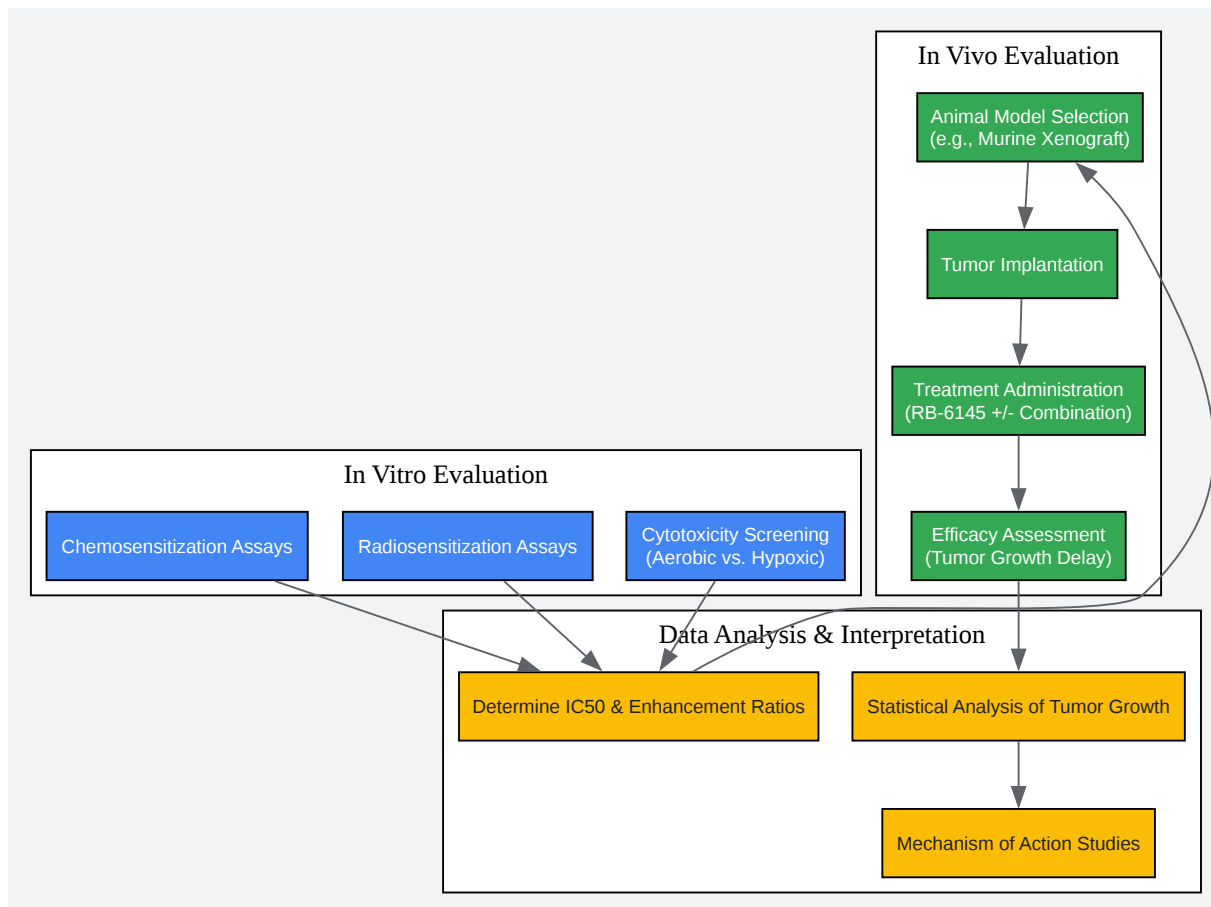 In Vivo Evaluation
Animal Model Selection
(e.g., Murine Xenograft)
Tumor Implantation
Treatment Administration
(RB-6145 +/- Combination)
Efficacy Assessment
(Tumor Growth Delay)
In Vitro Evaluation
Chemosensitization Assays
Radiosensitization Assays
Cytotoxicity Screening
(Aerobic vs. Hypoxic)
Data Analysis & Interpretation
Determine IC50 & Enhancement Ratios
Statistical Analysis of Tumor Growth
Mechanism of Action Studies